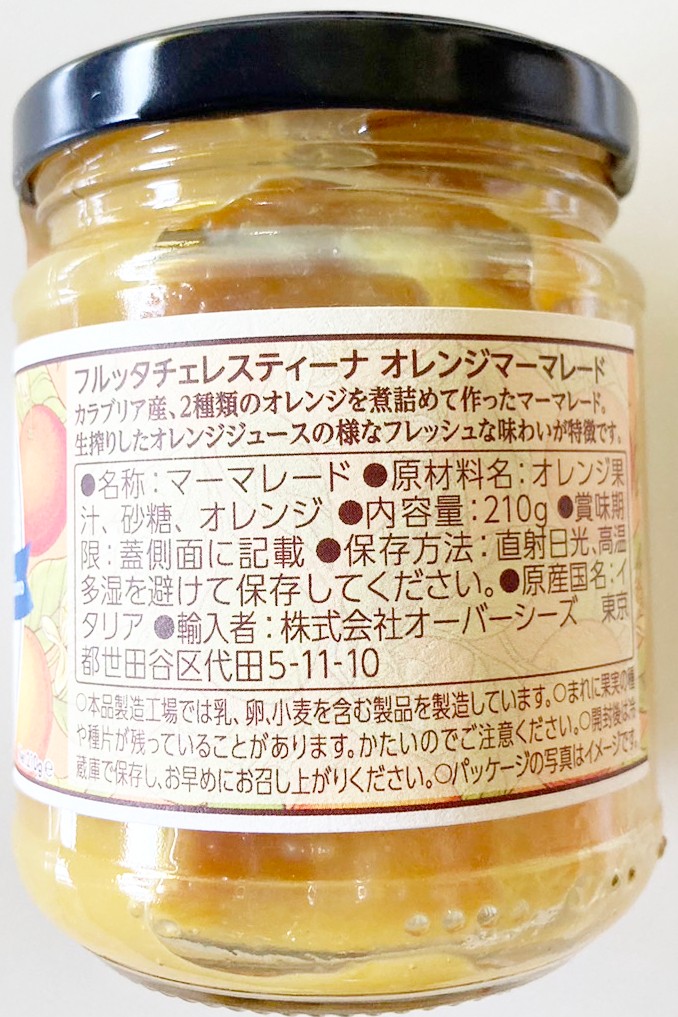 フルッタチェレスティーナ オレンジマーマレード
カラブリア産、2種類のオレンジを煮詰めて作ったマーマレード。
生搾りしたオレンジジュースの様なフレッシュな味わいが特徴です。
●名称：マーマレード ●原材料名：オレンジ果
汁、砂糖、オレンジ ●内容量：210g ●賞味期
限：蓋側面に記載 ●保存方法：直射日光、高温
多湿を避けて保存してください。●原産国名：イ
タリア ●輸入者：株式会社オーバーシーズ 東京
都世田谷区代田5-11-10
○本品製造工場では乳、卵、小麦を含む製品を製造しています。○まれに果実の種
や種片が残っていることがあります。かたいのでご注意ください。○開封後は冷
蔵庫で保存し、お早めにお召し上がりください。○パッケージの写真はイメージです。